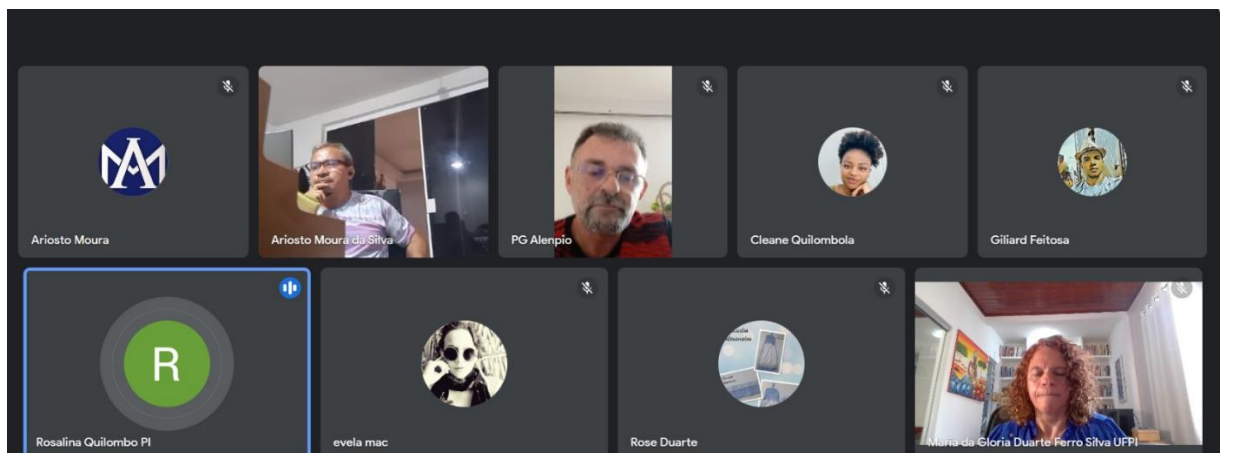 Ariosto Moura
Ariosto Moura da Silva
PG Alenpio
Cleane Quilombola
Giliard Feitosa
R
Rosalina Quilombo PI
evela mac
Rose Duarte
Maria da Gloria Duarte Ferro Silva UFPI